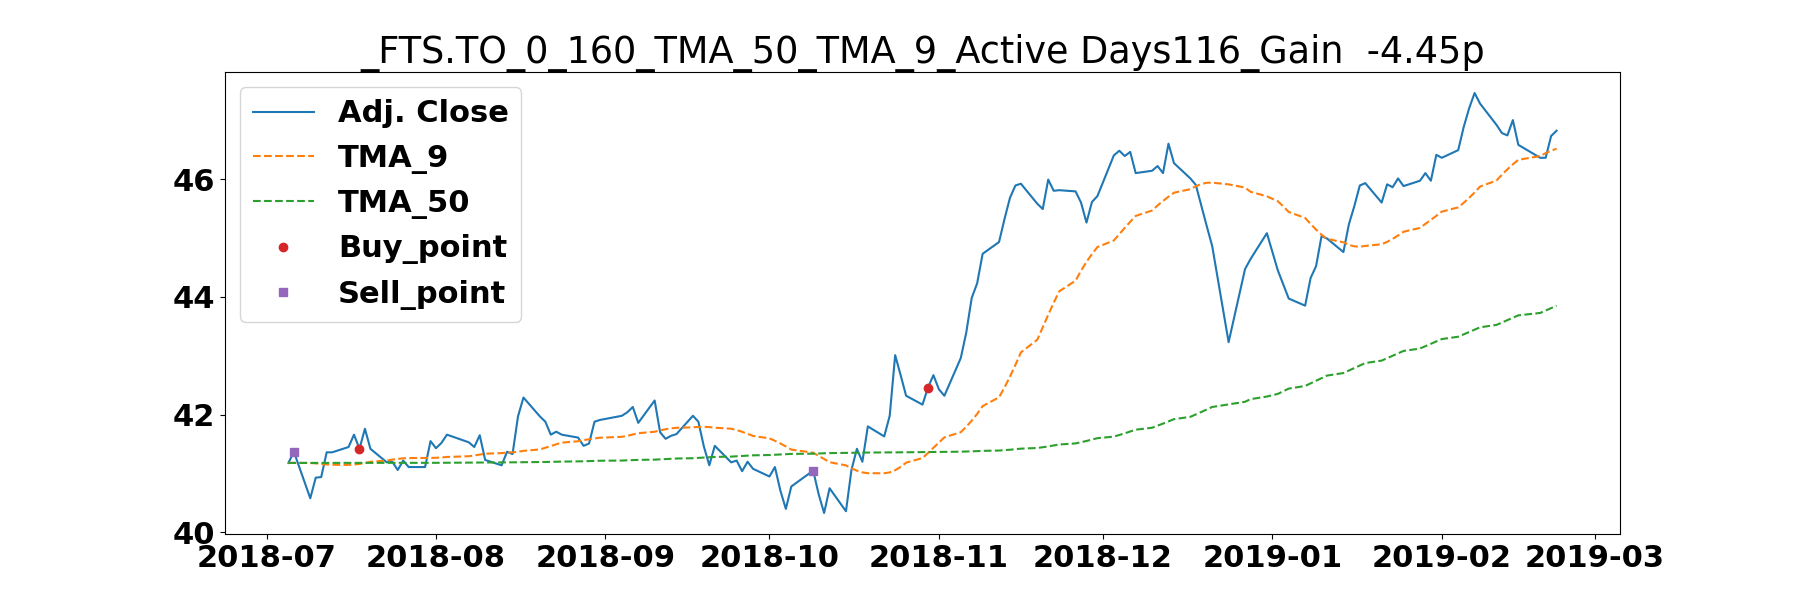 _FTS.TO_0_160_TMA_50_TMA_9_Active Days116_Gain  -4.45p
Adj. Close
TMA_9
TMA_50
Buy_point
Sell_point
46
44
42
40
2018-07 2018-08 2018-09 2018-10 2018-11 2018-12 2019-01 2019-02 2019-03